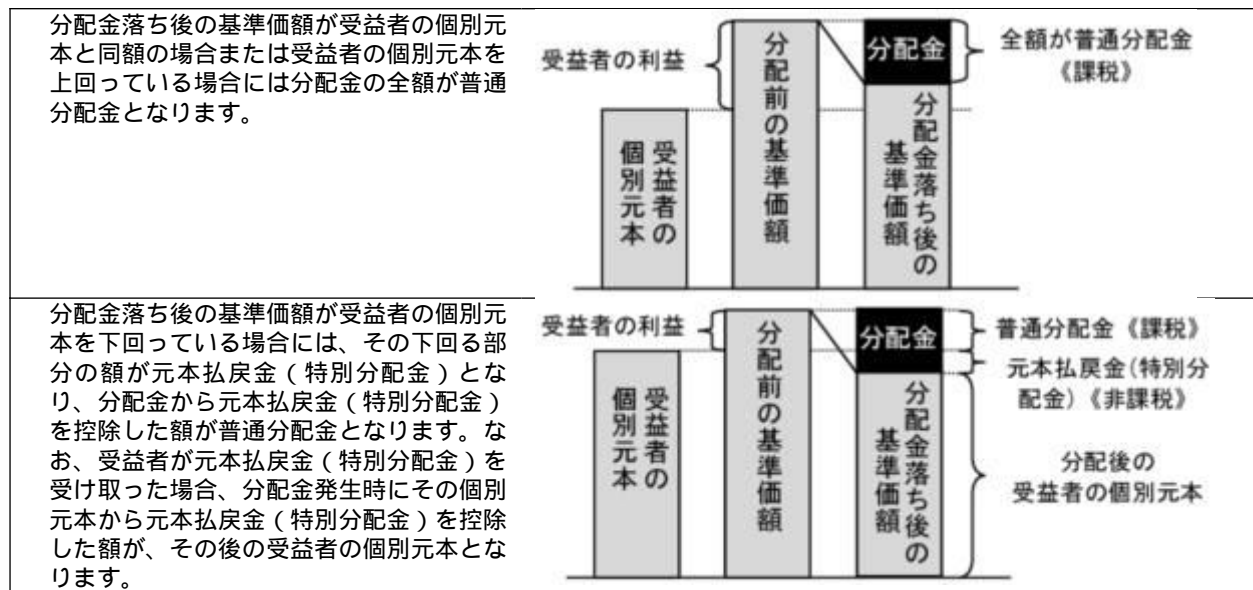 分配金落ち後の基準価額が受益者の個別元
本と同額の場合または受益者の個別元本を
上回っている場合には分配金の全額が普通
分配金となります。
受益者の利益
受益者の
個別元本
分配前の基準価額
分配金
分配金落ち後の
基準価額
全額が普通分配金
《課税》
分配金落ち後の基準価額が受益者の個別元
本を下回っている場合には、その下回る部
分の額が元本払戻金（特別分配金）とな
り、分配金から元本払戻金（特別分配金）
を控除した額が普通分配金となります。な
お、受益者が元本払戻金（特別分配金）を
受け取った場合、分配金発生時にその個別
元本から元本払戻金（特別分配金）を控除
した額が、その後の受益者の個別元本とな
ります。
受益者の利益
受益者の
個別元本
分配前の基準価額
分配金
分配金落ち後の
基準価額
普通分配金《課税》
元本払戻金(特別分
配金)《非課税》
分配後の
受益者の個別元本